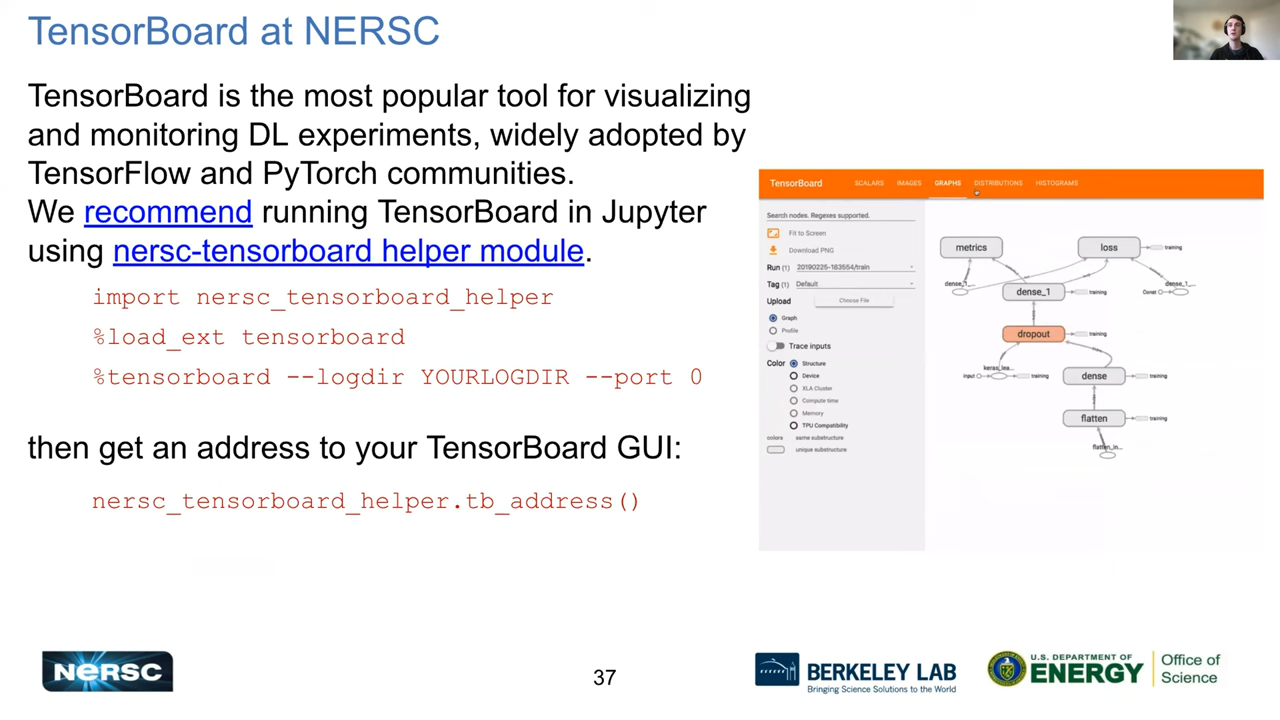 TensorBoard at NERSC
TensorBoard is the most popular tool for visualizing
and monitoring DL experiments, widely adopted by
TensorFlow and PyTorch communities.
We recommend running TensorBoard in Jupyter
using nersc-tensorboard helper module.
import nersc_tensorboard_helper
%load_ext tensorboard
%tensorboard --logdir YOURLOGDIR --port 0
then get an address to your TensorBoard GUI:
nersc_tensorboard_helper.tb_address()
TensorBoard SCALARS IMAGES GRAPHS DISTRIBUTIONS HISTOGRAMS
Search nodes. Regexes supported.
Fit to Screen
Download PNG
Run (1) 20190225-183554/train
Tag (1) Default
Upload Choose File
Graph
Profile
Trace inputs
Color Structure
Device
XLA Cluster
Compute time
Memory
TPU Compatibility
colors same substructure
unique substructure
metrics
loss training
dense_1_...
Const dense_1_...
dense_1 training
dropout training
input keras_lea... training
dense training
flatten training
flatten_in...
NERSC
37
BERKELEY LAB
Bringing Science Solutions to the World
U.S. DEPARTMENT OF
ENERGY
Office of
Science